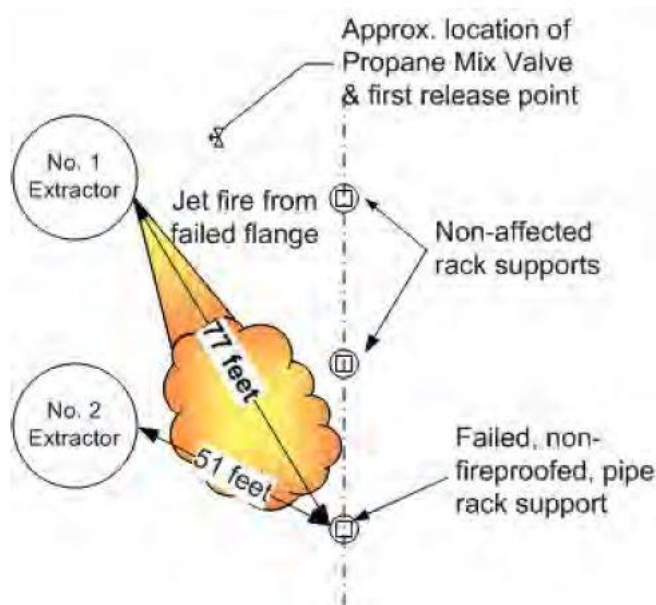 Approx. location of
Propane Mix Valve
& first release point
No. 1
Extractor
Jet fire from
failed flange
Non-affected
rack supports
77 feet
No. 2
Extractor
51 feet
Failed, non-
fireproofed, pipe
rack support